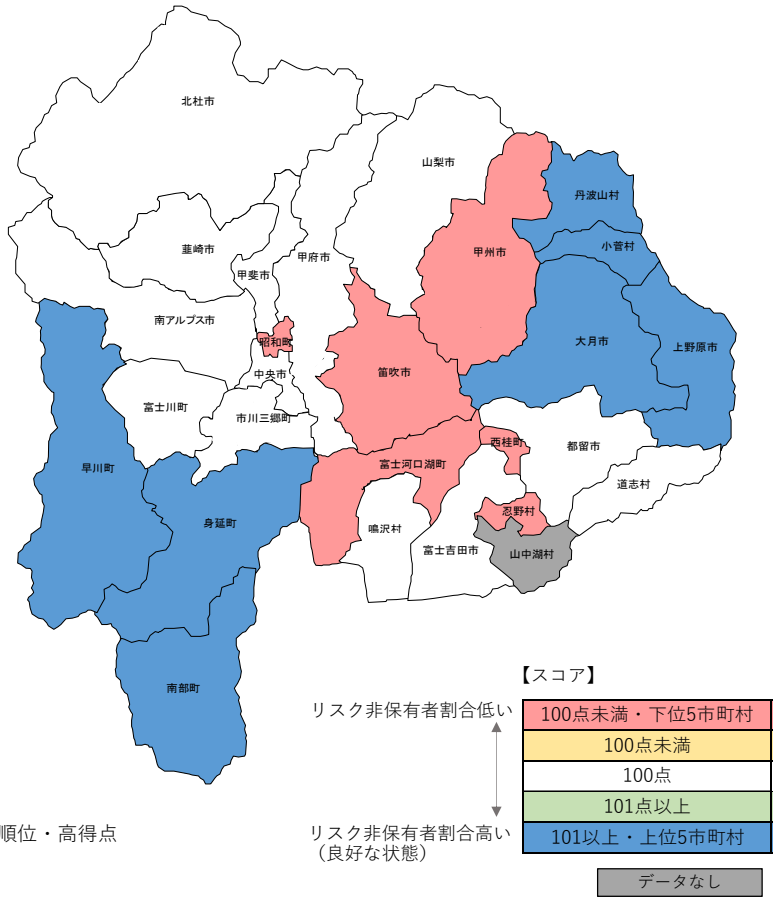 北杜市
山梨市
丹波山村
韮崎市
小菅村
甲府市
甲州市
甲斐市
南アルプス市
昭和町
大月市
上野原市
中央市
笛吹市
富士川町
市川三郷町
西桂町
都留市
早川町
富士河口湖町
道志村
身延町
忍野村
鳴沢村
富士吉田市
山中湖村
南部町
【スコア】
リスク非保有者割合低い
100点未満・下位5市町村
100点未満
100点
101点以上
順位・高得点
リスク非保有者割合高い
（良好な状態）
101以上・上位5市町村
データなし